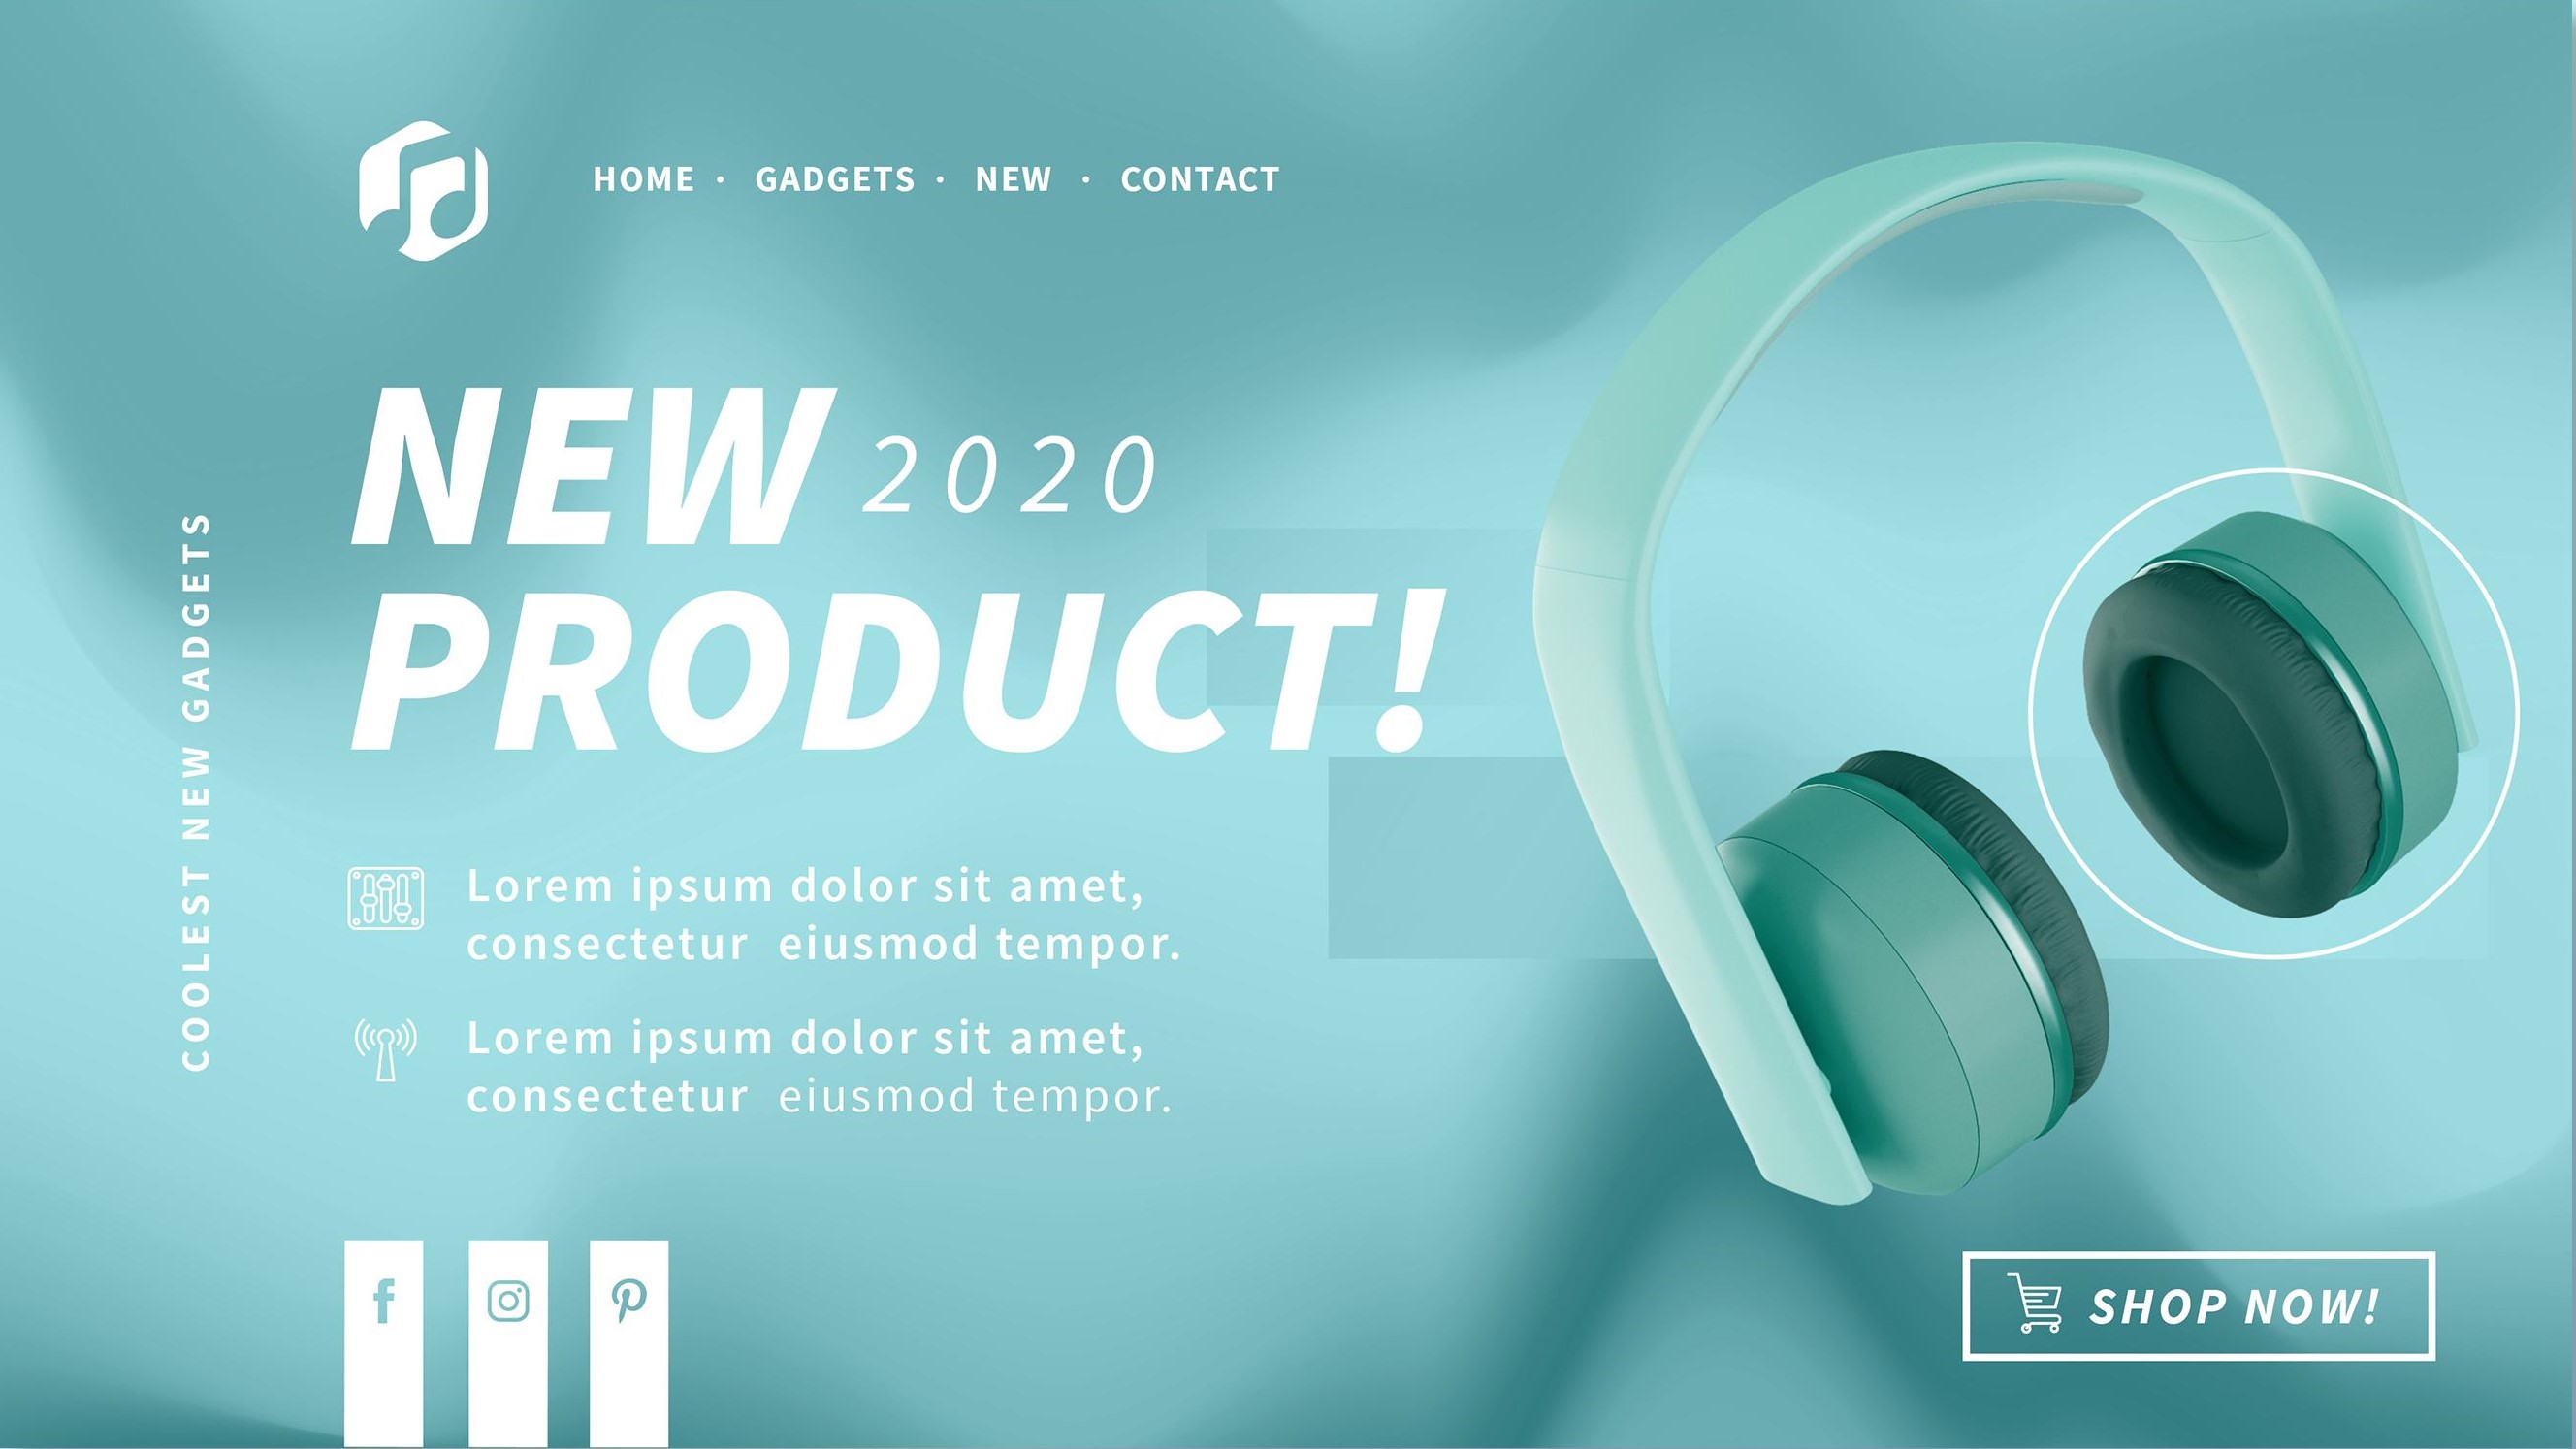 HOME • GADGETS • NEW • CONTACT
NEW 2020
PRODUCT!
COOLEST NEW GADGETS
Lorem ipsum dolor sit amet,
consectetur eiusmod tempor.
Lorem ipsum dolor sit amet,
consectetur eiusmod tempor.
SHOP NOW!